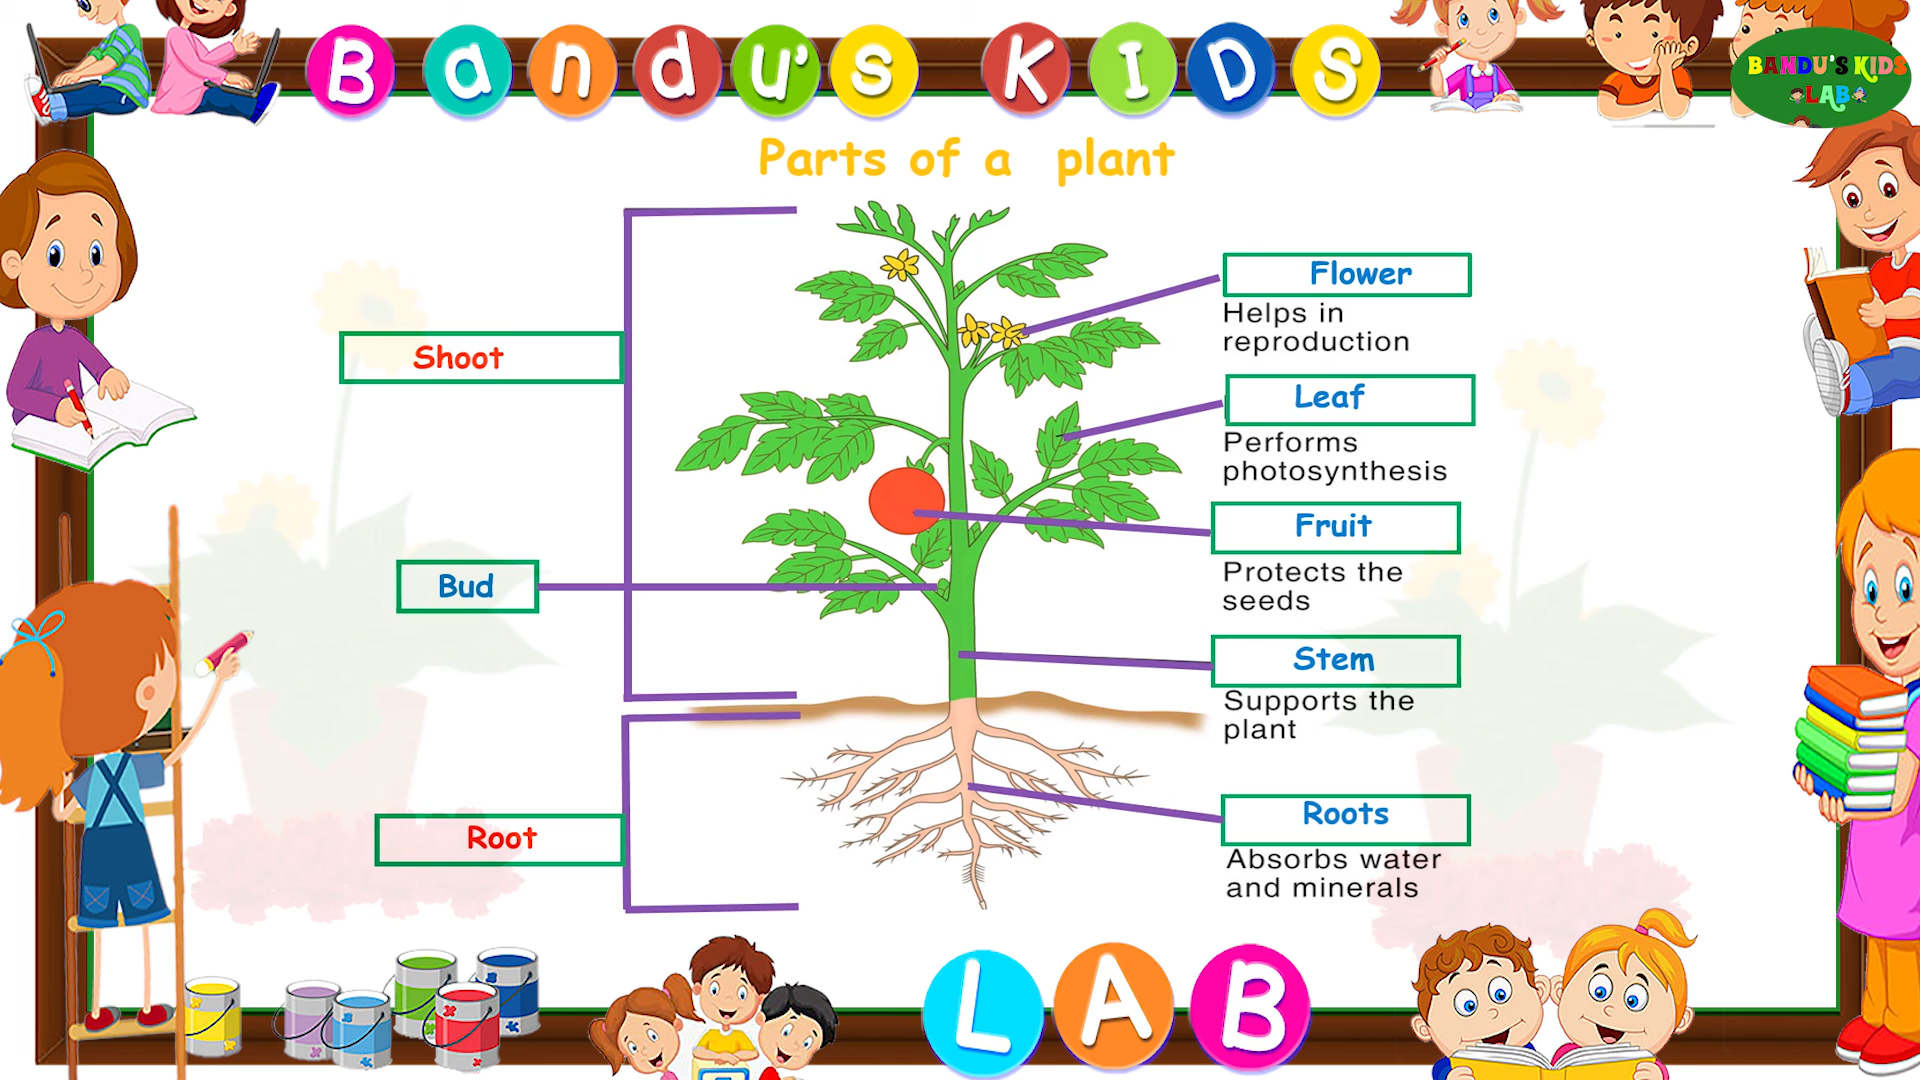 Bandu's KIDS
BANDU'S KIDS
LAB
Parts of a plant
Shoot
Bud
Root
Flower
Helps in
reproduction
Leaf
Performs
photosynthesis
Fruit
Protects the
seeds
Stem
Supports the
plant
Roots
Absorbs water
and minerals
LAB